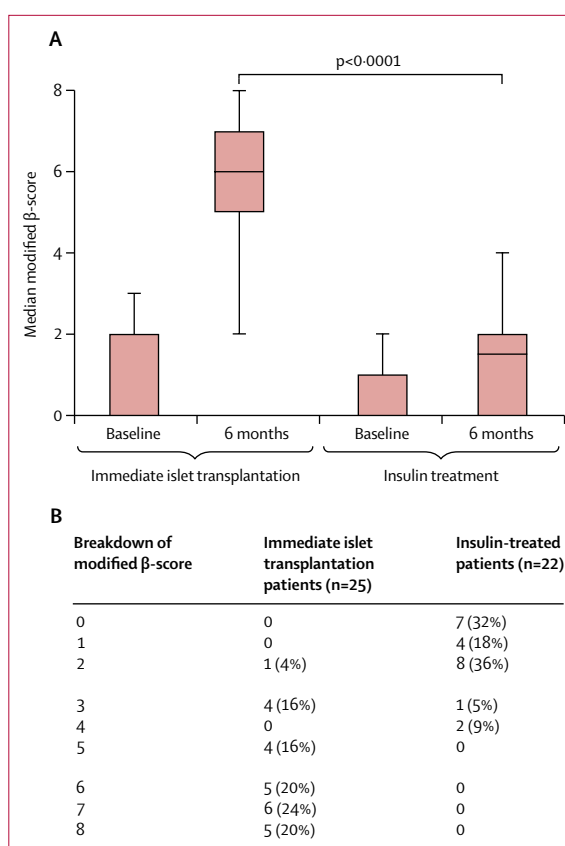 A
p<0·0001
Median modified β-score
8
6
4
2
0
Baseline 6 months Baseline 6 months
Immediate islet transplantation Insulin treatment
B
Breakdown of modified β-score Immediate islet transplantation patients (n=25) Insulin-treated patients (n=22)
0 0 7 (32%)
1 0 4 (18%)
2 1 (4%) 8 (36%)
3 4 (16%) 1 (5%)
4 0 2 (9%)
5 4 (16%) 0
6 5 (20%) 0
7 6 (24%) 0
8 5 (20%) 0